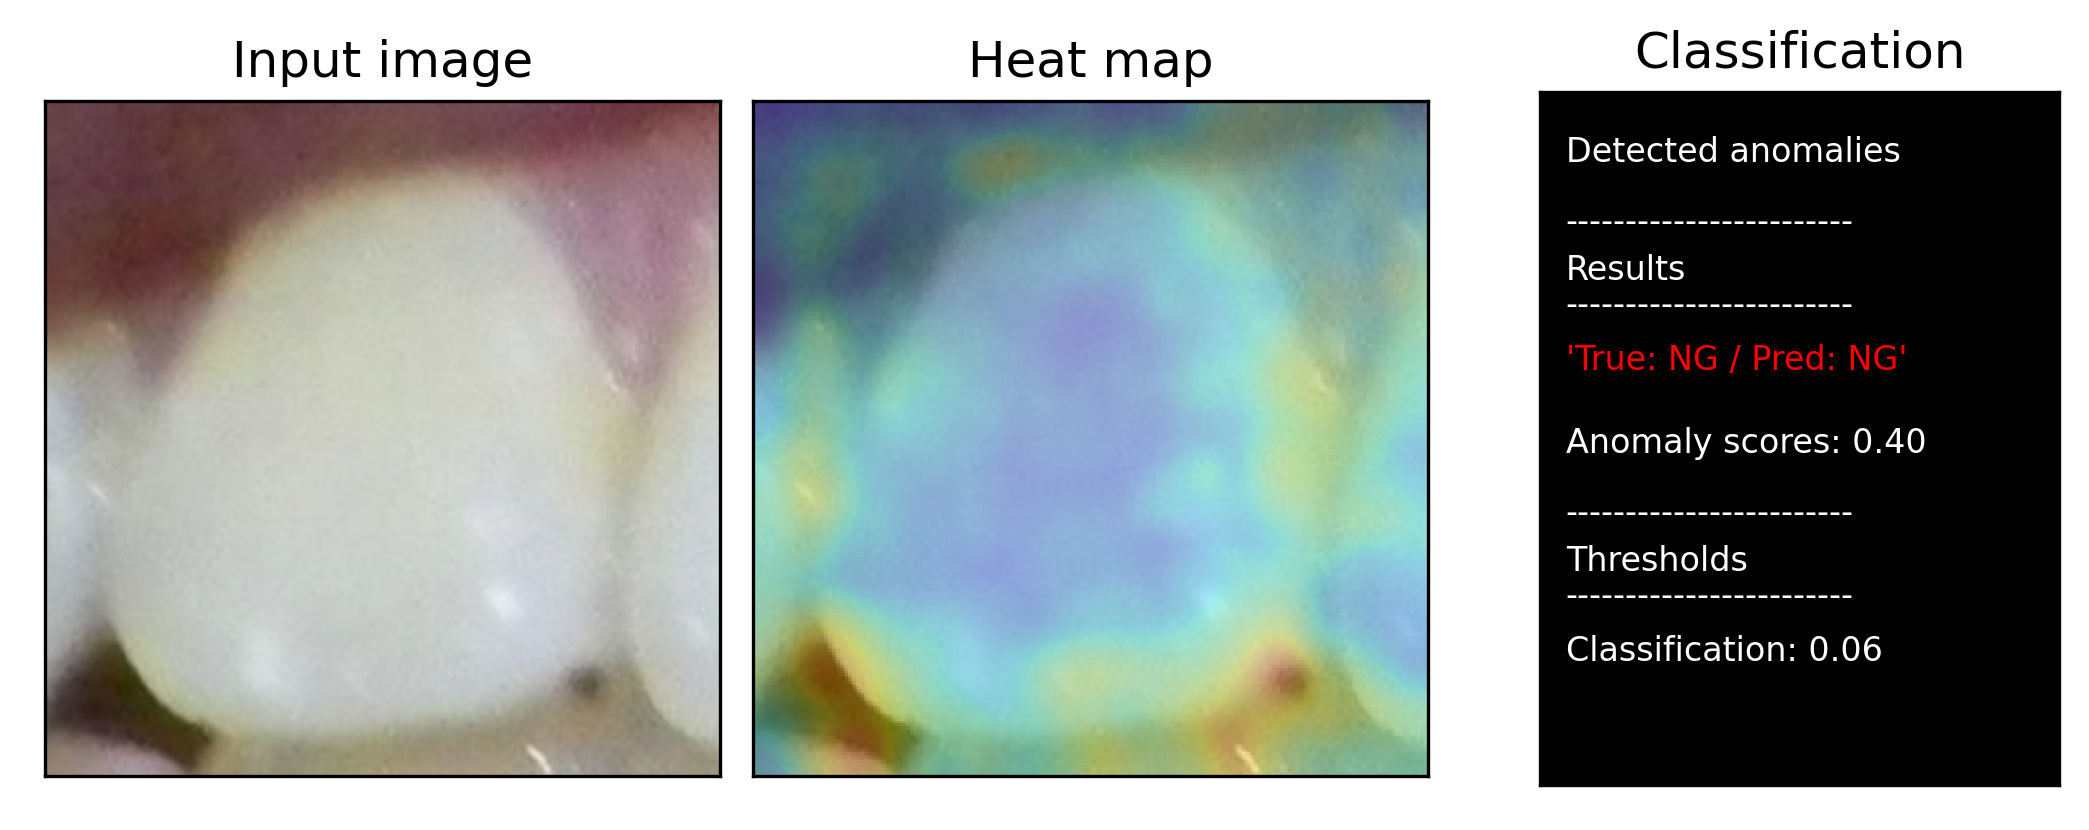 Input image
Heat map
Classification
Detected anomalies
------------------------
Results
------------------------
'True: NG / Pred: NG'
Anomaly scores: 0.40
------------------------
Thresholds
------------------------
Classification: 0.06